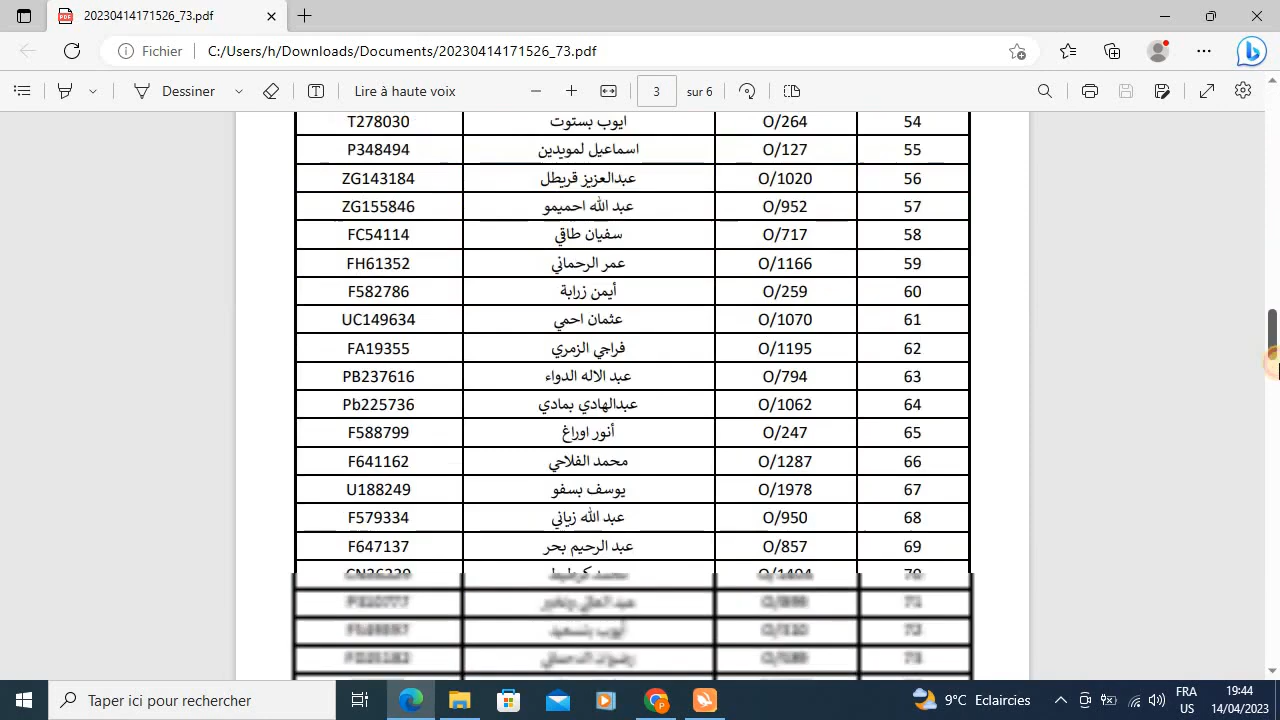 20230414171526_73.pdf
Fichier C:/Users/h/Downloads/Documents/20230414171526_73.pdf
Dessiner Lire à haute voix 3 sur 6
54 O/264 ايوب بستوت T278030
55 O/127 اسماعيل لمويدين P348494
56 O/1020 عبدالعزيز قريطل ZG143184
57 O/952 عبد الله احميمو ZG155846
58 O/717 سفيان طاقي FC54114
59 O/1166 عمر الرحماني FH61352
60 O/259 أيمن زرابة F582786
61 O/1070 عثمان احمي UC149634
62 O/1195 فراجي الزمري FA19355
63 O/794 عبد الاله الدواء PB237616
64 O/1062 عبدالهادي بمادي Pb225736
65 O/247 أنور اوراغ F588799
66 O/1287 محمد الفلاحي F641162
67 O/1978 يوسف بسفو U188249
68 O/950 عبد الله زياني F579334
69 O/857 عبد الرحيم بحر F647137
70
71
72
73
Taper ici pour rechercher
9°C Eclaircies
FRA
US
19:44
14/04/2023